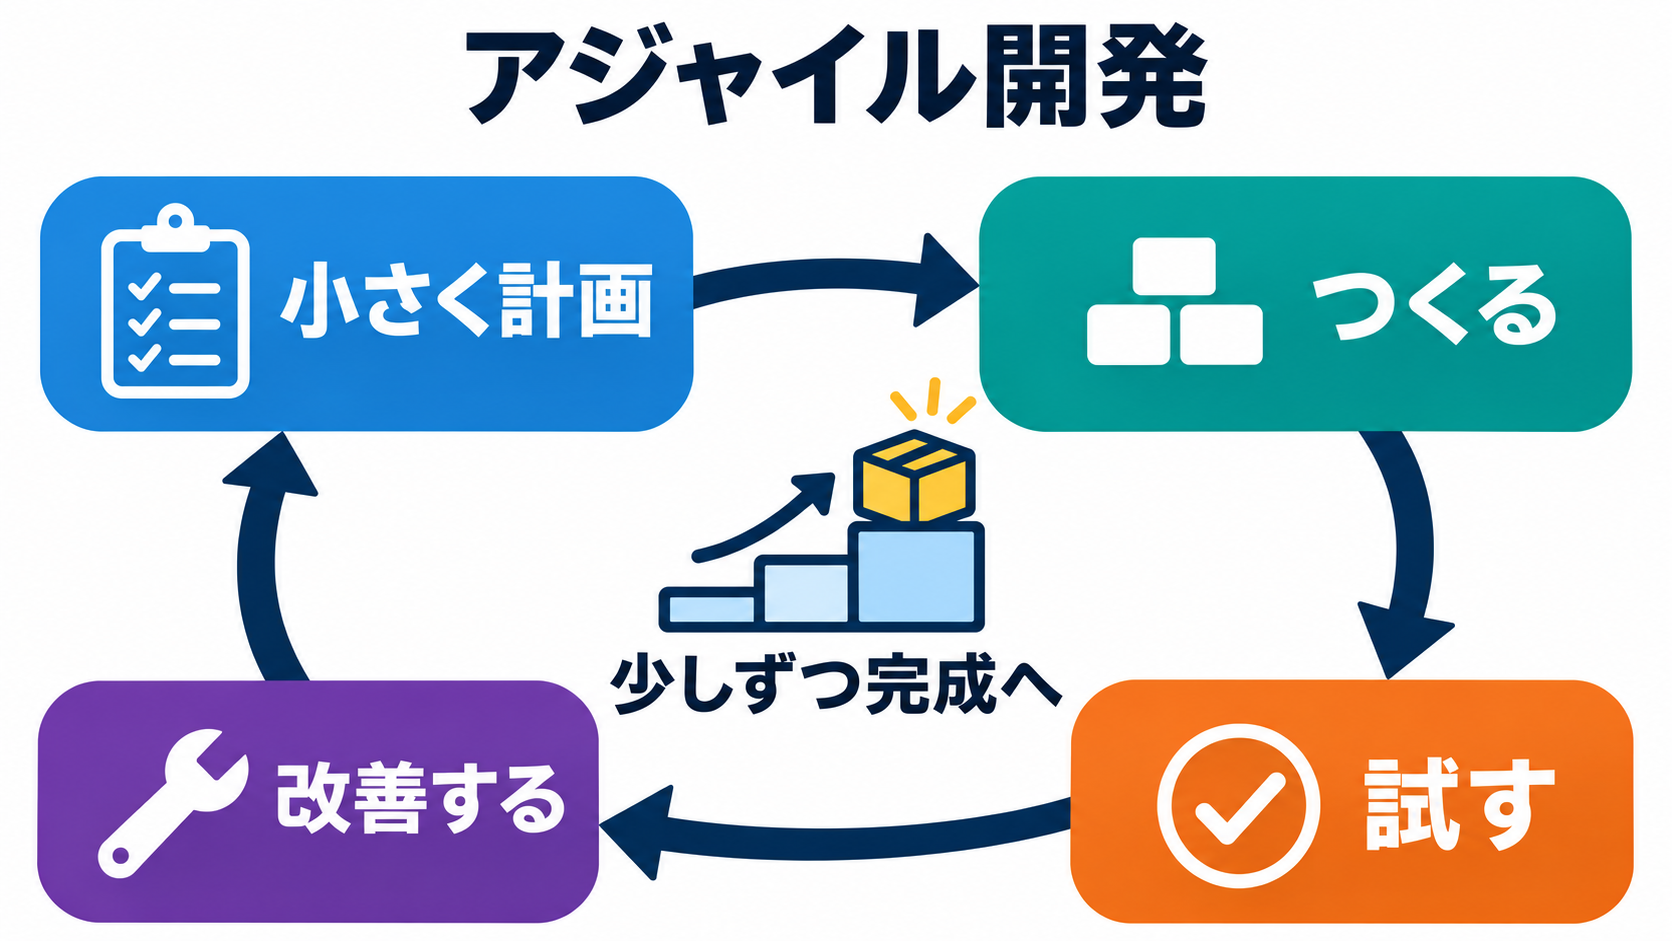 アジャイル開発
小さく計画
つくる
少しずつ完成へ
改善する
試す